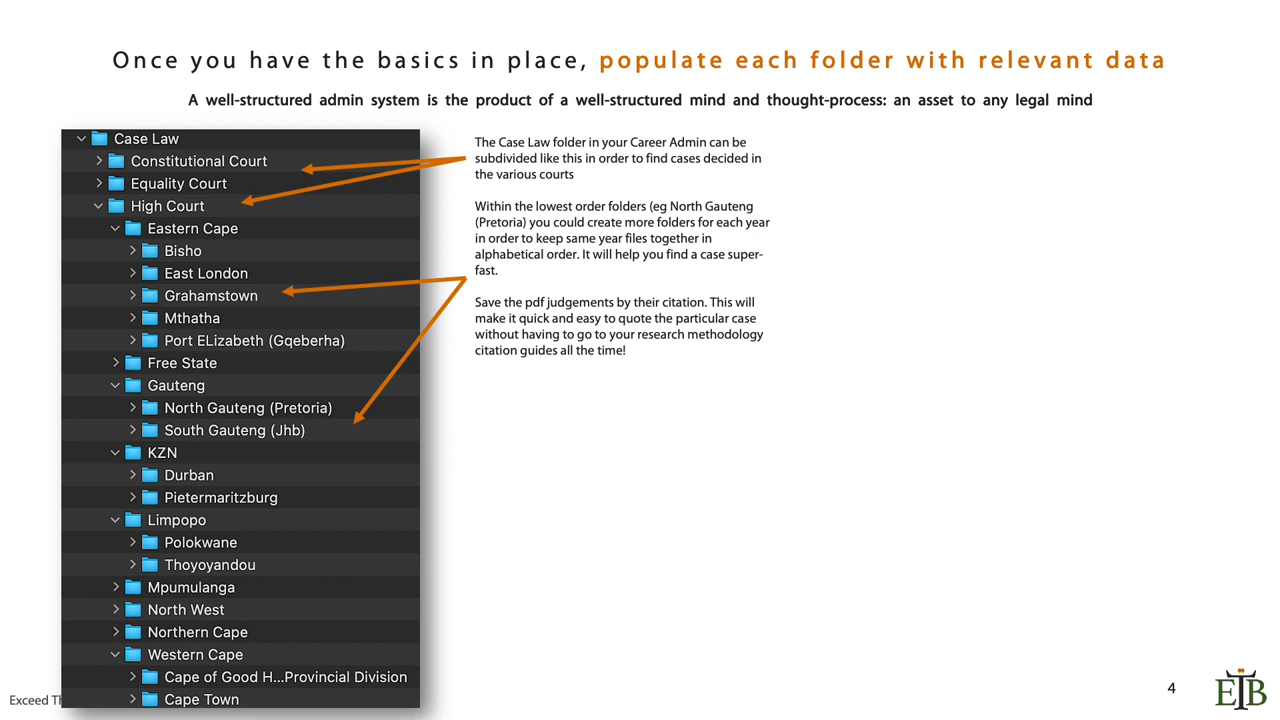 Once you have the basics in place, populate each folder with relevant data
A well-structured admin system is the product of a well-structured mind and thought-process: an asset to any legal mind
Case Law
Constitutional Court
Equality Court
High Court
Eastern Cape
Bisho
East London
Grahamstown
Mthatha
Port ELizabeth (Gqeberha)
Free State
Gauteng
North Gauteng (Pretoria)
South Gauteng (Jhb)
KZN
Durban
Pietermaritzburg
Limpopo
Polokwane
Thoyoyandou
Mpumulanga
North West
Northern Cape
Western Cape
Cape of Good H...Provincial Division
Cape Town
The Case Law folder in your Career Admin can be
subdivided like this in order to find cases decided in
the various courts
Within the lowest order folders (eg North Gauteng
(Pretoria) you could create more folders for each year
in order to keep same year files together in
alphabetical order. It will help you find a case super-
fast.
Save the pdf judgements by their citation. This will
make it quick and easy to quote the particular case
without having to go to your research methodology
citation guides all the time!
Exceed
4
ETB